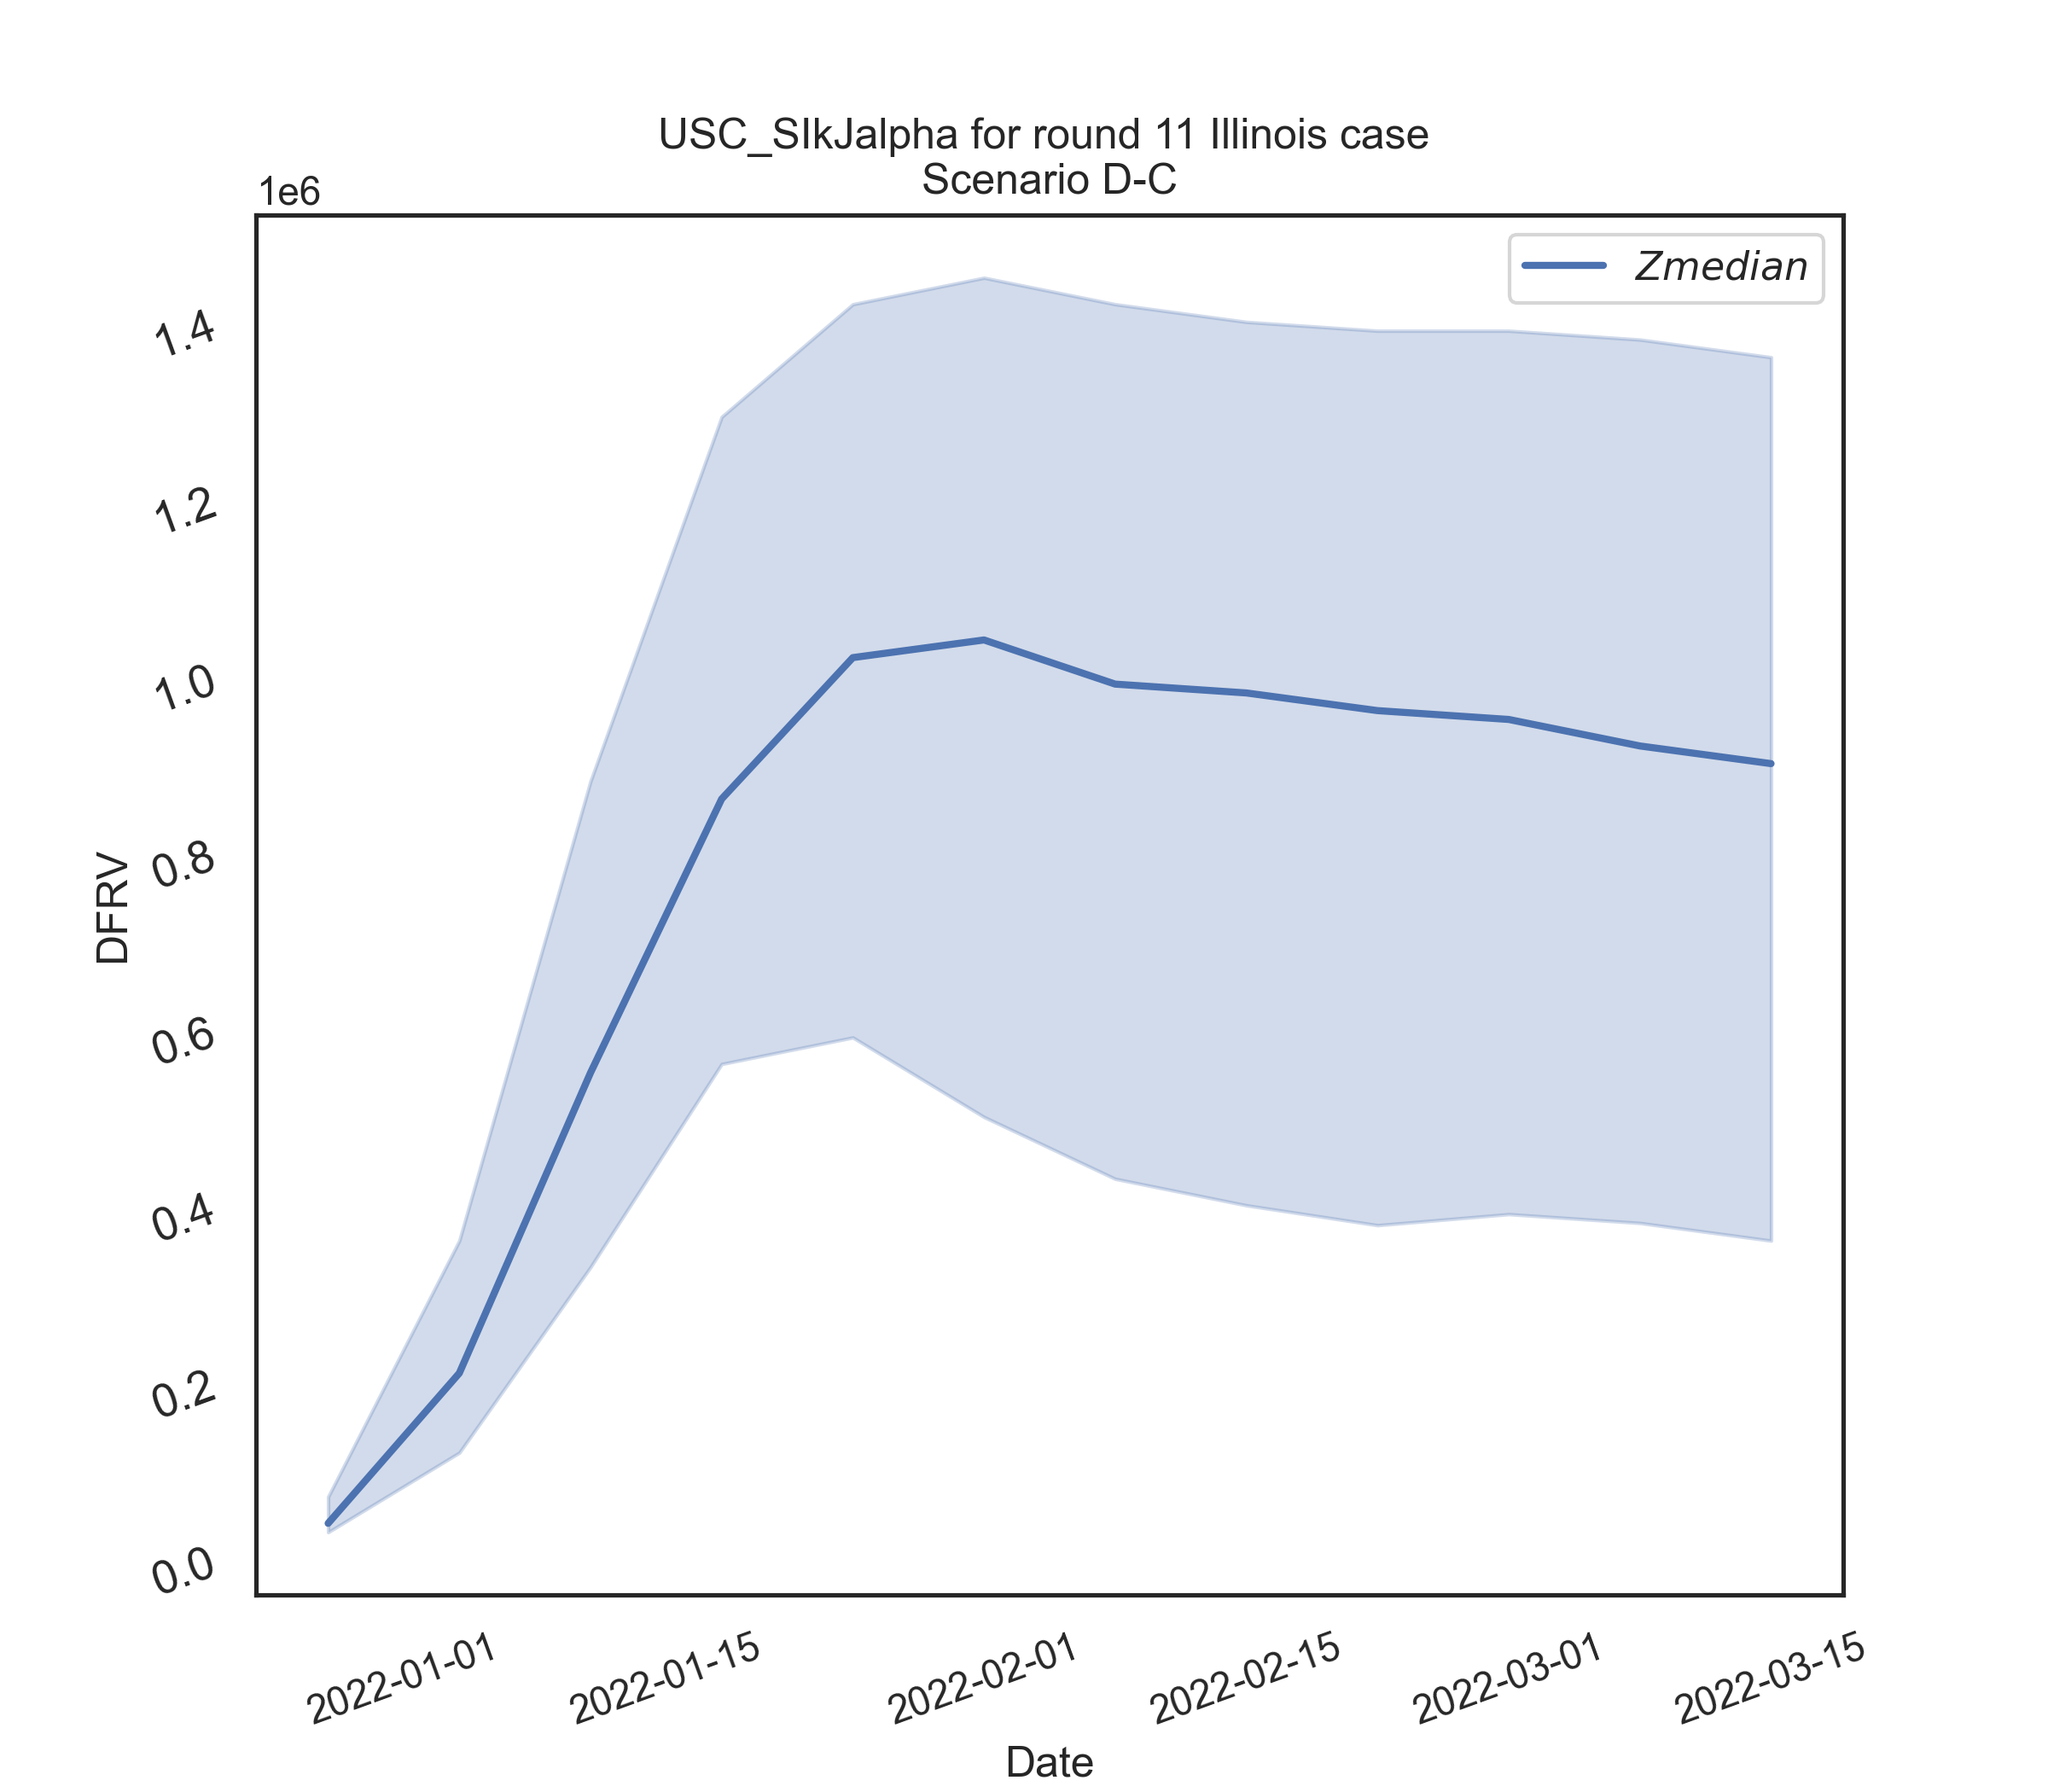 USC_SIkJalpha for round 11 Illinois case
Scenario D-C
1e6
Zmedian
1.4
1.2
1.0
0.8
0.6
0.4
0.2
0.0
DFRV
2022-01-01
2022-01-15
2022-02-01
2022-02-15
2022-03-01
2022-03-15
Date